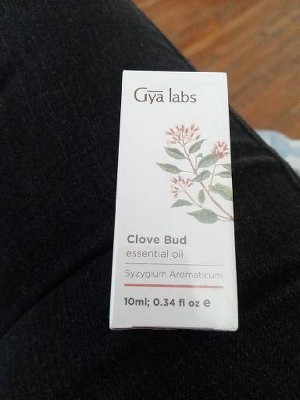 Gya labs
Clove Bud
essential oil
Syzygium Aromaticum
10ml; 0.34 fl oz e